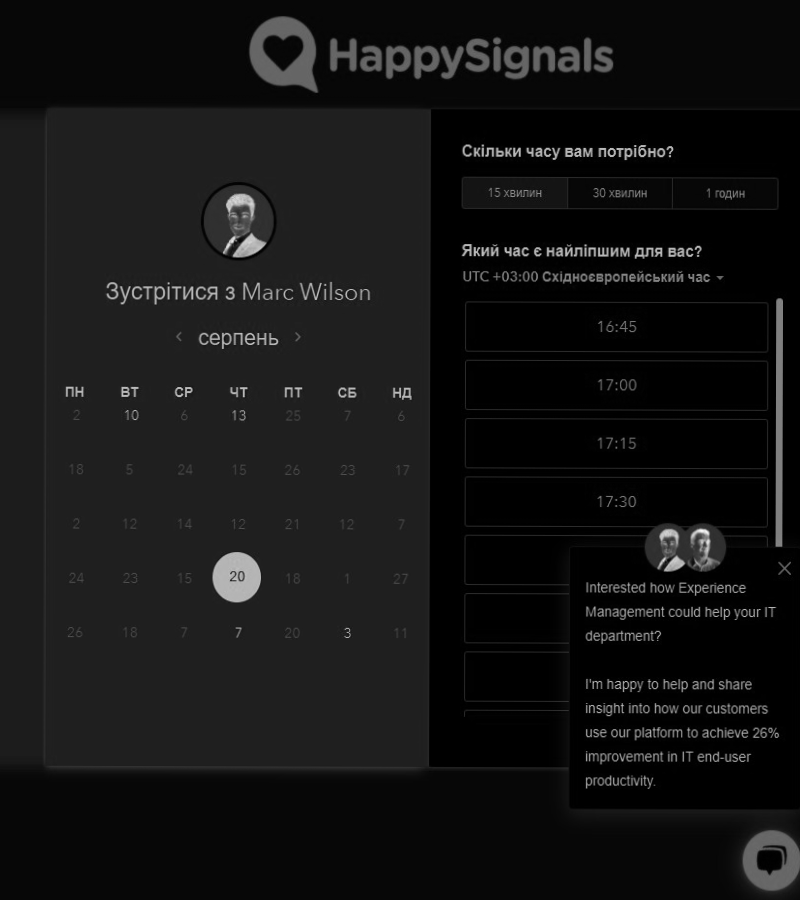 HappySignals
Зустрітися з Marc Wilson
серпень
ПН ВТ СР ЧТ ПТ СБ НД
2 10 6 13 25 7 6
18 5 24 15 26 23 17
2 12 14 12 21 12 7
24 23 15 20 18 1 27
26 18 7 7 20 3 11
Скільки часу вам потрібно?
15 хвилин 30 хвилин 1 годин
Який час є найліпшим для вас?
UTC +03:00 Східноєвропейський час
16:45
17:00
17:15
17:30
Interested how Experience
Management could help your IT
department?
I'm happy to help and share
insight into how our customers
use our platform to achieve 26%
improvement in IT end-user
productivity.